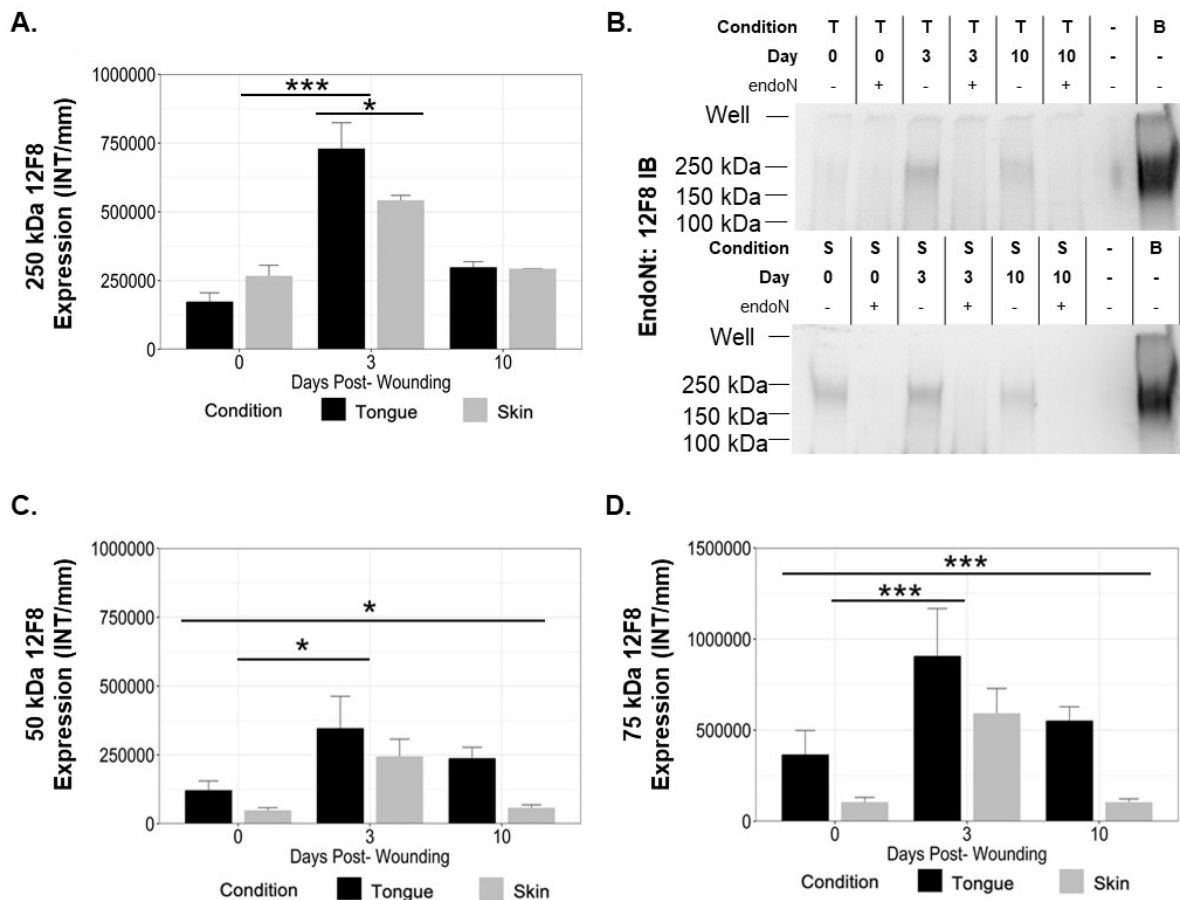 A.
250 kDa 12F8
Expression (INT/mm)
1000000
750000
500000
250000
0
***
*
0 3 10
Days Post- Wounding
Condition Tongue Skin
B.
EndoNt: 12F8 IB
Condition T T T T T T - B
Day 0 0 3 3 10 10 - -
endoN - + - + - + - -
Well
250 kDa
150 kDa
100 kDa
Condition S S S S S S - B
Day 0 0 3 3 10 10 - -
endoN - + - + - + - -
Well
250 kDa
150 kDa
100 kDa
C.
50 kDa 12F8
Expression (INT/mm)
1000000
750000
500000
250000
0
*
*
0 3 10
Days Post- Wounding
Condition Tongue Skin
D.
75 kDa 12F8
Expression (INT/mm)
1500000
1000000
500000
0
***
***
0 3 10
Days Post- Wounding
Condition Tongue Skin